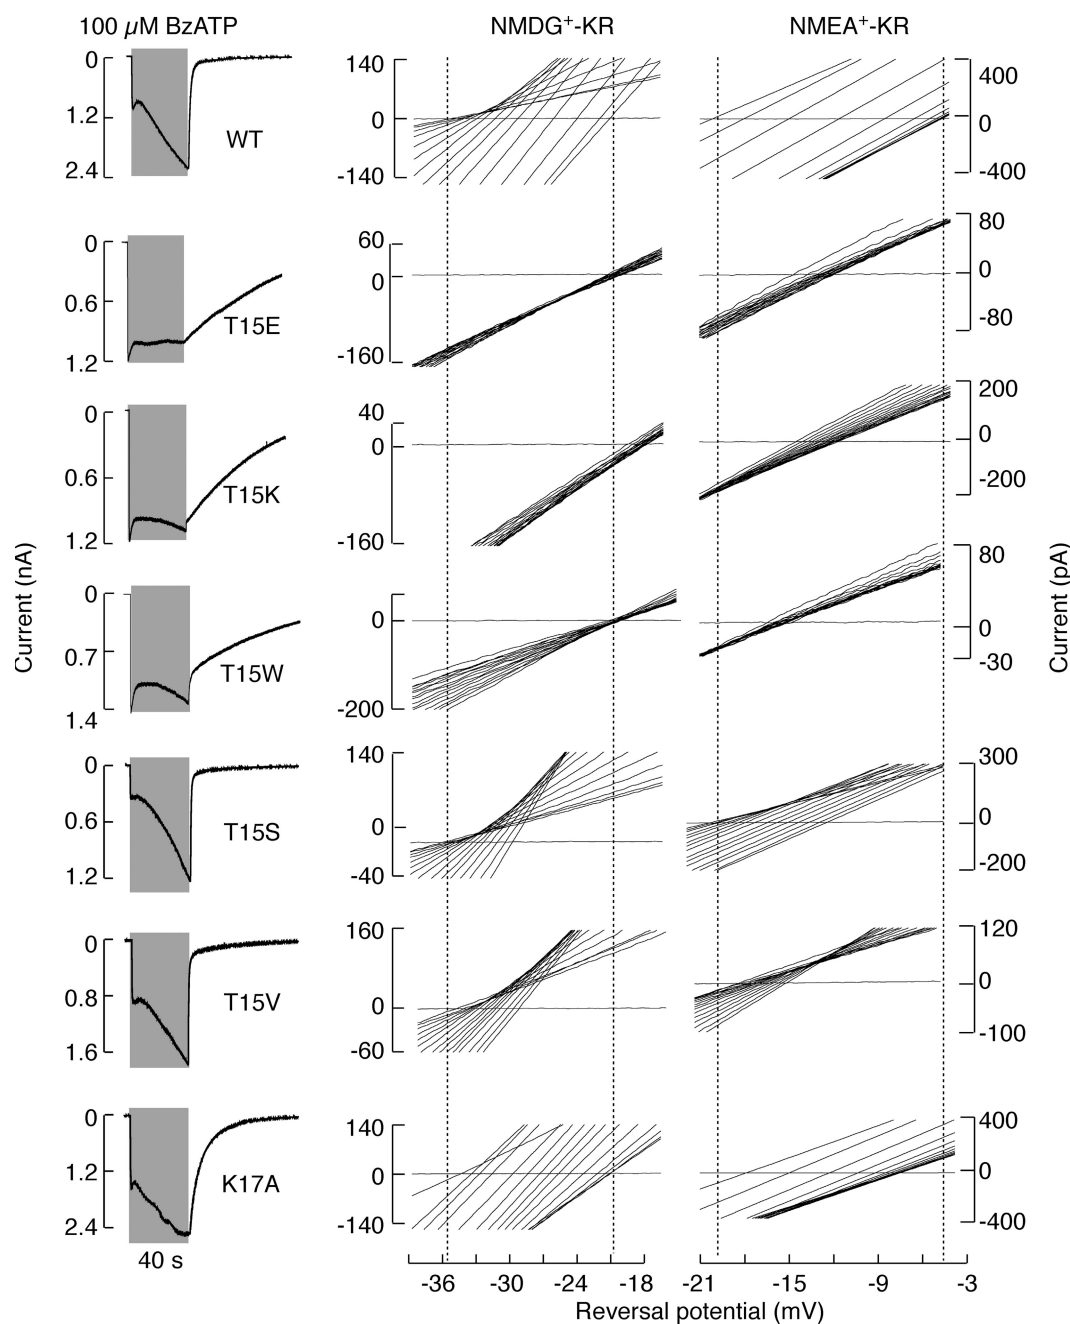 100 µM BzATP NMDG⁺-KR NMEA⁺-KR
0 140 400
1.2 WT 0 0
2.4 -140 -400
0 60 80
0.6 T15E 0 0
1.2 -160 -80
0 40 200
0.6 T15K 0 0
1.2 -160 -200
0 80
0.7 T15W 0 0
1.4 -200 -30
0 140 300
0.6 T15S 0 0
1.2 -40 -200
0 160 120
0.8 T15V 0 0
1.6 -60 -100
0 140 400
1.2 K17A 0 0
2.4 -140 -400
40 s
-36 -30 -24 -18 -21 -15 -9 -3
Reversal potential (mV)
Current (nA)
Current (pA)